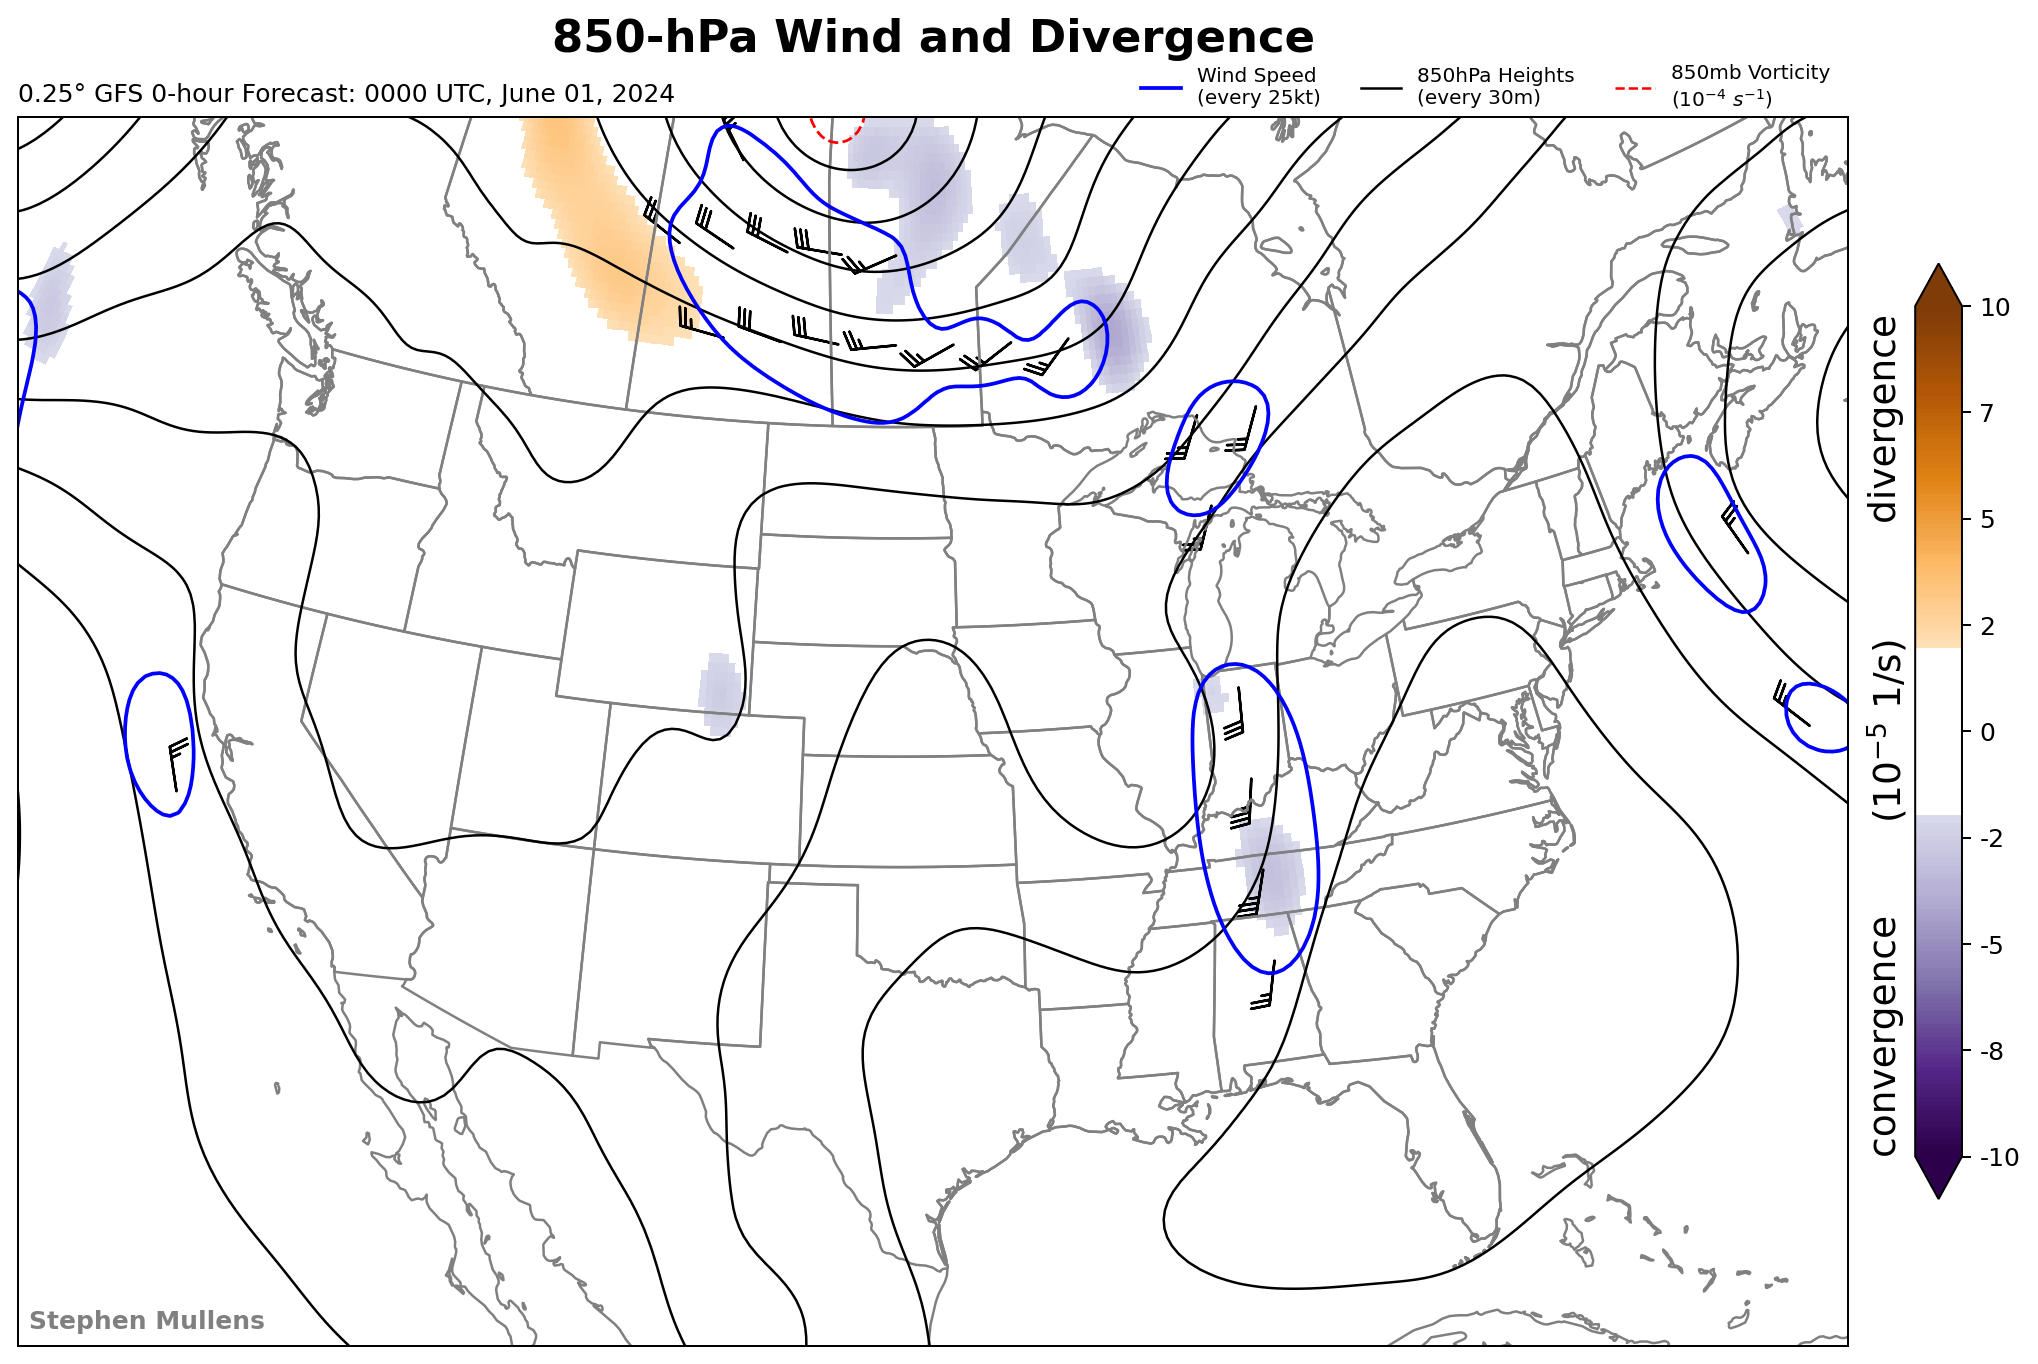 850-hPa Wind and Divergence
0.25° GFS 0-hour Forecast: 0000 UTC, June 01, 2024
Wind Speed
(every 25kt)
850hPa Heights
(every 30m)
850mb Vorticity
(10⁻⁴ s⁻¹)
10
7
5
2
0
-2
-5
-8
-10
convergence (10⁻⁵ 1/s) divergence
Stephen Mullens